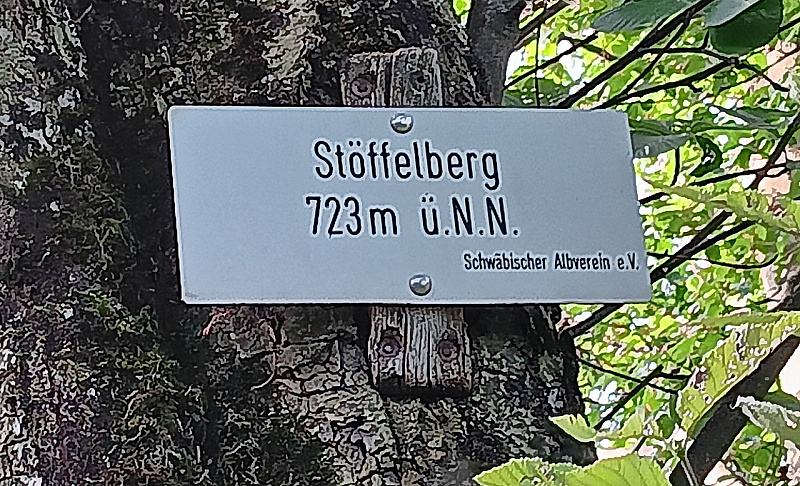 Stöffelberg
723m ü.N.N.
Schwäbischer Albverein e.V.